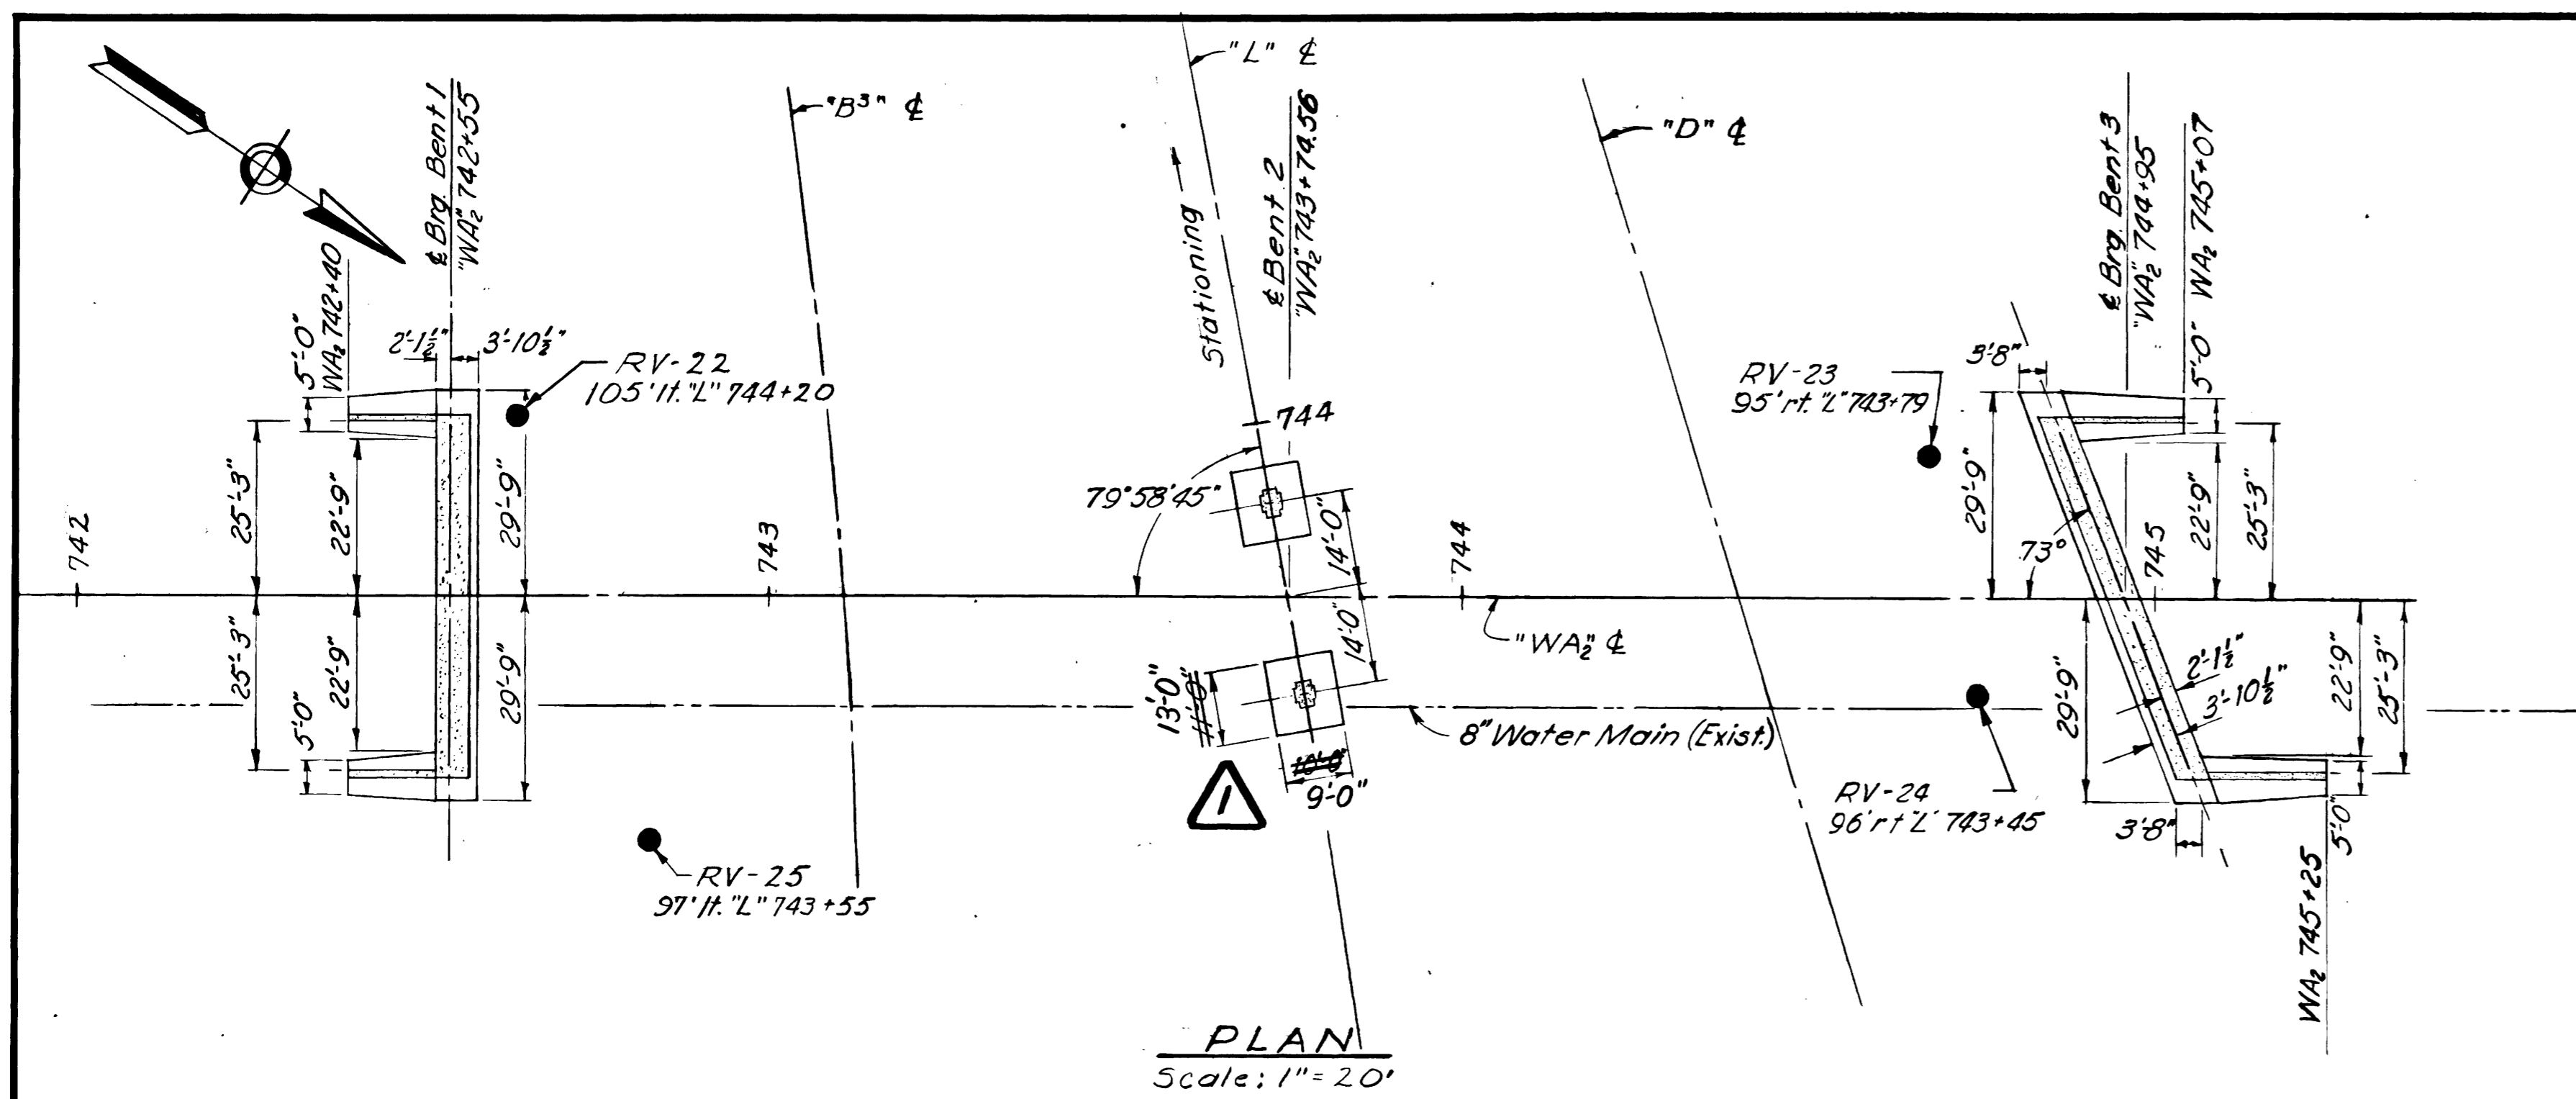 "L" ℄
"B³" ℄
"D" ℄
℄ Brg. Bent 1
"WA₂" 742+55
WA₂ 742+40
5'-0"
2'-1½"
3'-10½"
RV-22
105' lt. "L" 744+20
Stationing
℄ Bent 2
"WA₂" 743+74.56
744
79°58'45"
RV-23
95' rt. "L" 743+79
℄ Brg. Bent 3
"WA₂" 744+95
WA₂ 745+07
5'-0"
3'8"
29'-9"
73°
745
22'-9"
25'-3"
742
25'-3"
22'-9"
29'-9"
743
14'-0"
744
14'-0"
"WA₂" ℄
25'-3"
22'-9"
29'-9"
5'-0"
13'-0"
11'-0"
8" Water Main (Exist.)
10'-0"
9'-0"
1
RV-25
97' lt. "L" 743+55
RV-24
96' rt "L" 743+45
29'-9"
2'-1½"
3'-10½"
22'-9"
25'-3"
3'8"
5'-0"
WA₂ 745+25
PLAN
Scale: 1" = 20'